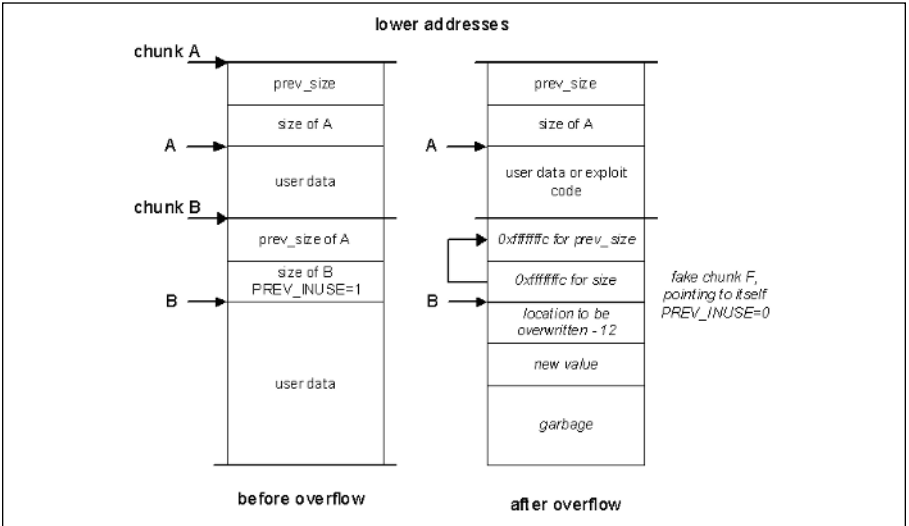 lower addresses
chunk A
prev_size
size of A
A
user data
chunk B
prev_size of A
size of B
PREV_INUSE=1
B
user data
before overflow
prev_size
size of A
A
user data or exploit
code
0xfffffffc for prev_size
0xfffffffc for size
B
location to be
overwritten - 12
new value
garbage
fake chunk F,
pointing to itself
PREV_INUSE=0
after overflow